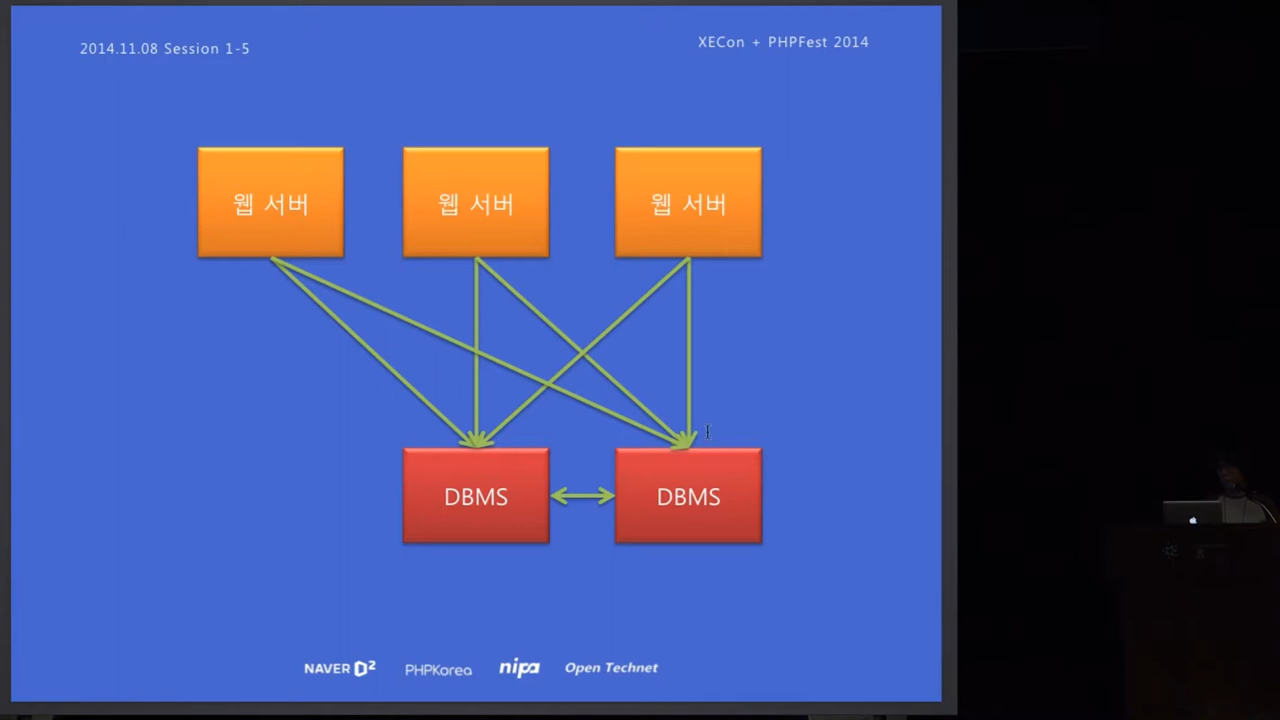 2014.11.08 Session 1-5
XECon + PHPFest 2014
웹 서버
웹 서버
웹 서버
DBMS
DBMS
NAVER D2
PHPKorea
nipa
Open Technet